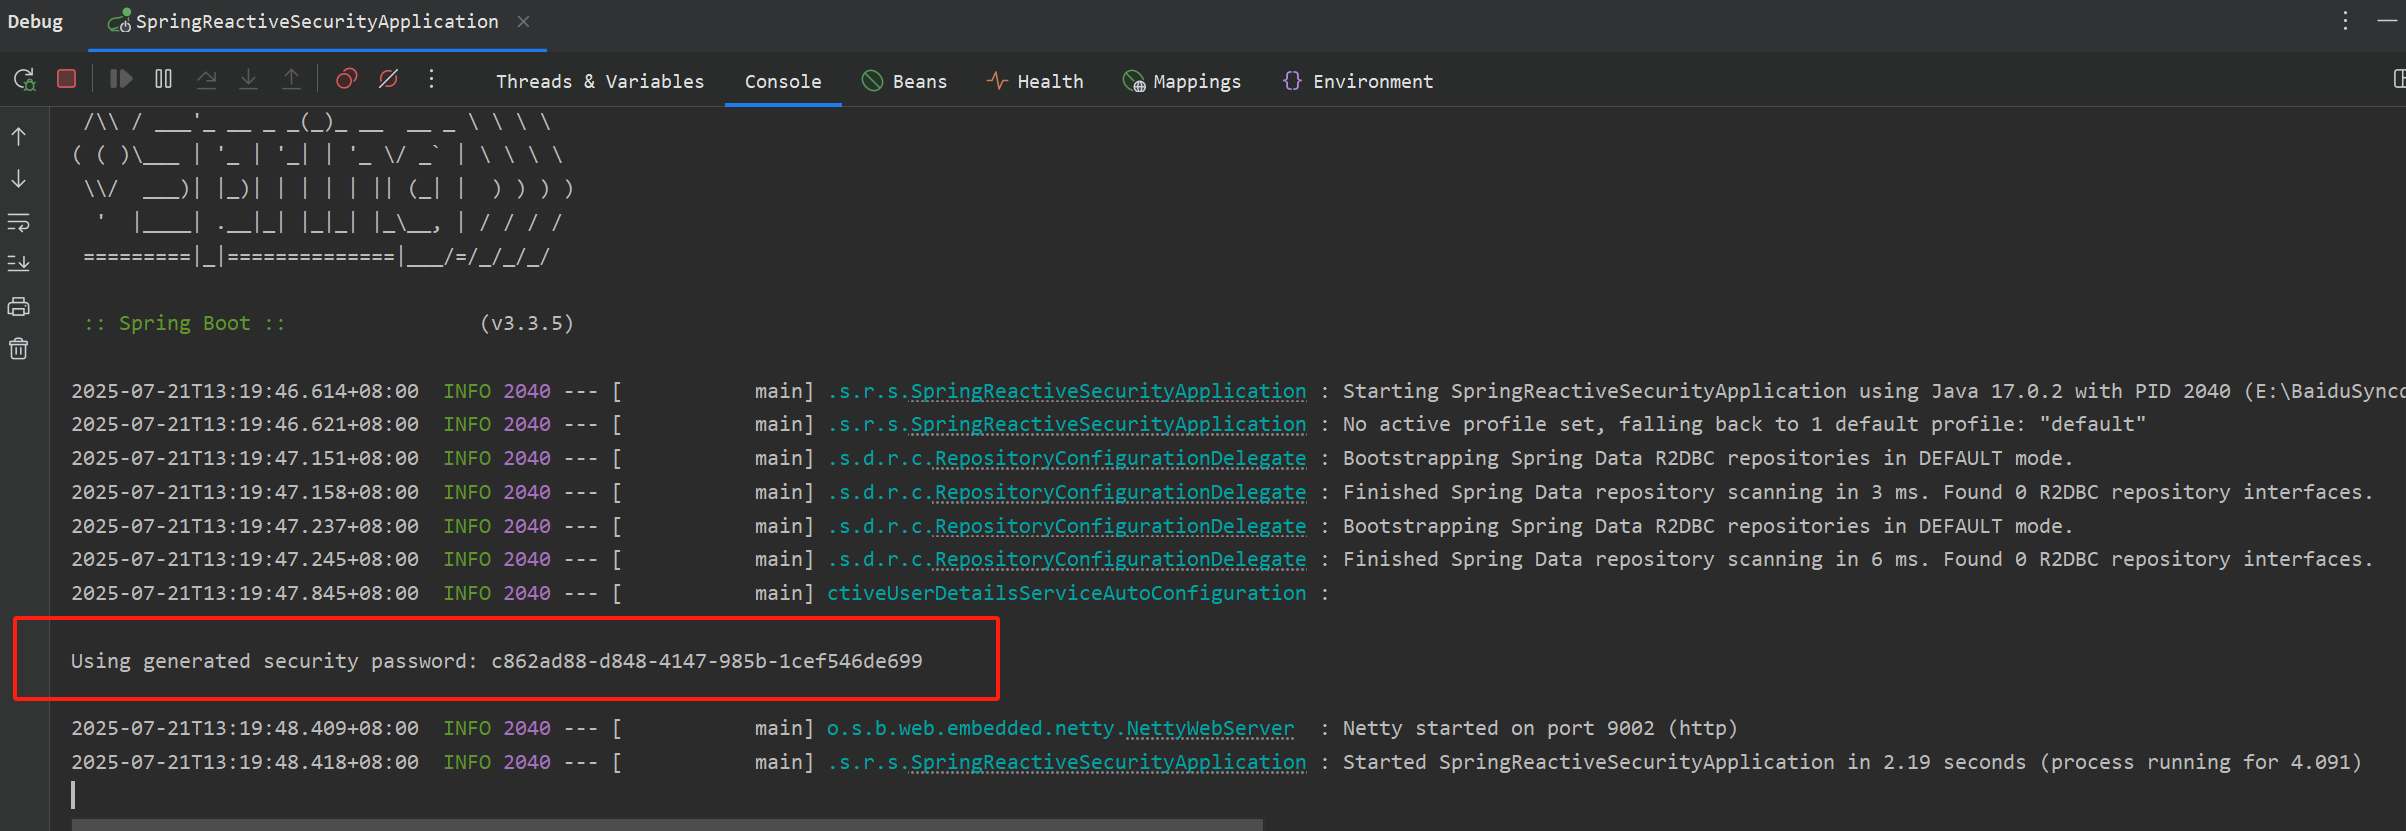 Debug SpringReactiveSecurityApplication
Threads & Variables Console Beans Health Mappings Environment
 /\\ / ___'_ __ _ _(_)_ __  __ _ \ \ \ \
( ( )\___ | '_ | '_| | '_ \/ _` | \ \ \ \
 \\/  ___)| |_)| | | | | || (_| |  ) ) ) )
  '  |____| .__|_| |_|_| |_\__, | / / / /
 =========|_|==============|___/=/_/_/_/
 :: Spring Boot ::                (v3.3.5)
2025-07-21T13:19:46.614+08:00  INFO 2040 --- [           main] .s.r.s.SpringReactiveSecurityApplication : Starting SpringReactiveSecurityApplication using Java 17.0.2 with PID 2040 (E:\BaiduSync
2025-07-21T13:19:46.621+08:00  INFO 2040 --- [           main] .s.r.s.SpringReactiveSecurityApplication : No active profile set, falling back to 1 default profile: "default"
2025-07-21T13:19:47.151+08:00  INFO 2040 --- [           main] .s.d.r.c.RepositoryConfigurationDelegate : Bootstrapping Spring Data R2DBC repositories in DEFAULT mode.
2025-07-21T13:19:47.158+08:00  INFO 2040 --- [           main] .s.d.r.c.RepositoryConfigurationDelegate : Finished Spring Data repository scanning in 3 ms. Found 0 R2DBC repository interfaces.
2025-07-21T13:19:47.237+08:00  INFO 2040 --- [           main] .s.d.r.c.RepositoryConfigurationDelegate : Bootstrapping Spring Data R2DBC repositories in DEFAULT mode.
2025-07-21T13:19:47.245+08:00  INFO 2040 --- [           main] .s.d.r.c.RepositoryConfigurationDelegate : Finished Spring Data repository scanning in 6 ms. Found 0 R2DBC repository interfaces.
2025-07-21T13:19:47.845+08:00  INFO 2040 --- [           main] ctiveUserDetailsServiceAutoConfiguration :
Using generated security password: c862ad88-d848-4147-985b-1cef546de699
2025-07-21T13:19:48.409+08:00  INFO 2040 --- [           main] o.s.b.web.embedded.netty.NettyWebServer  : Netty started on port 9002 (http)
2025-07-21T13:19:48.418+08:00  INFO 2040 --- [           main] .s.r.s.SpringReactiveSecurityApplication : Started SpringReactiveSecurityApplication in 2.19 seconds (process running for 4.091)